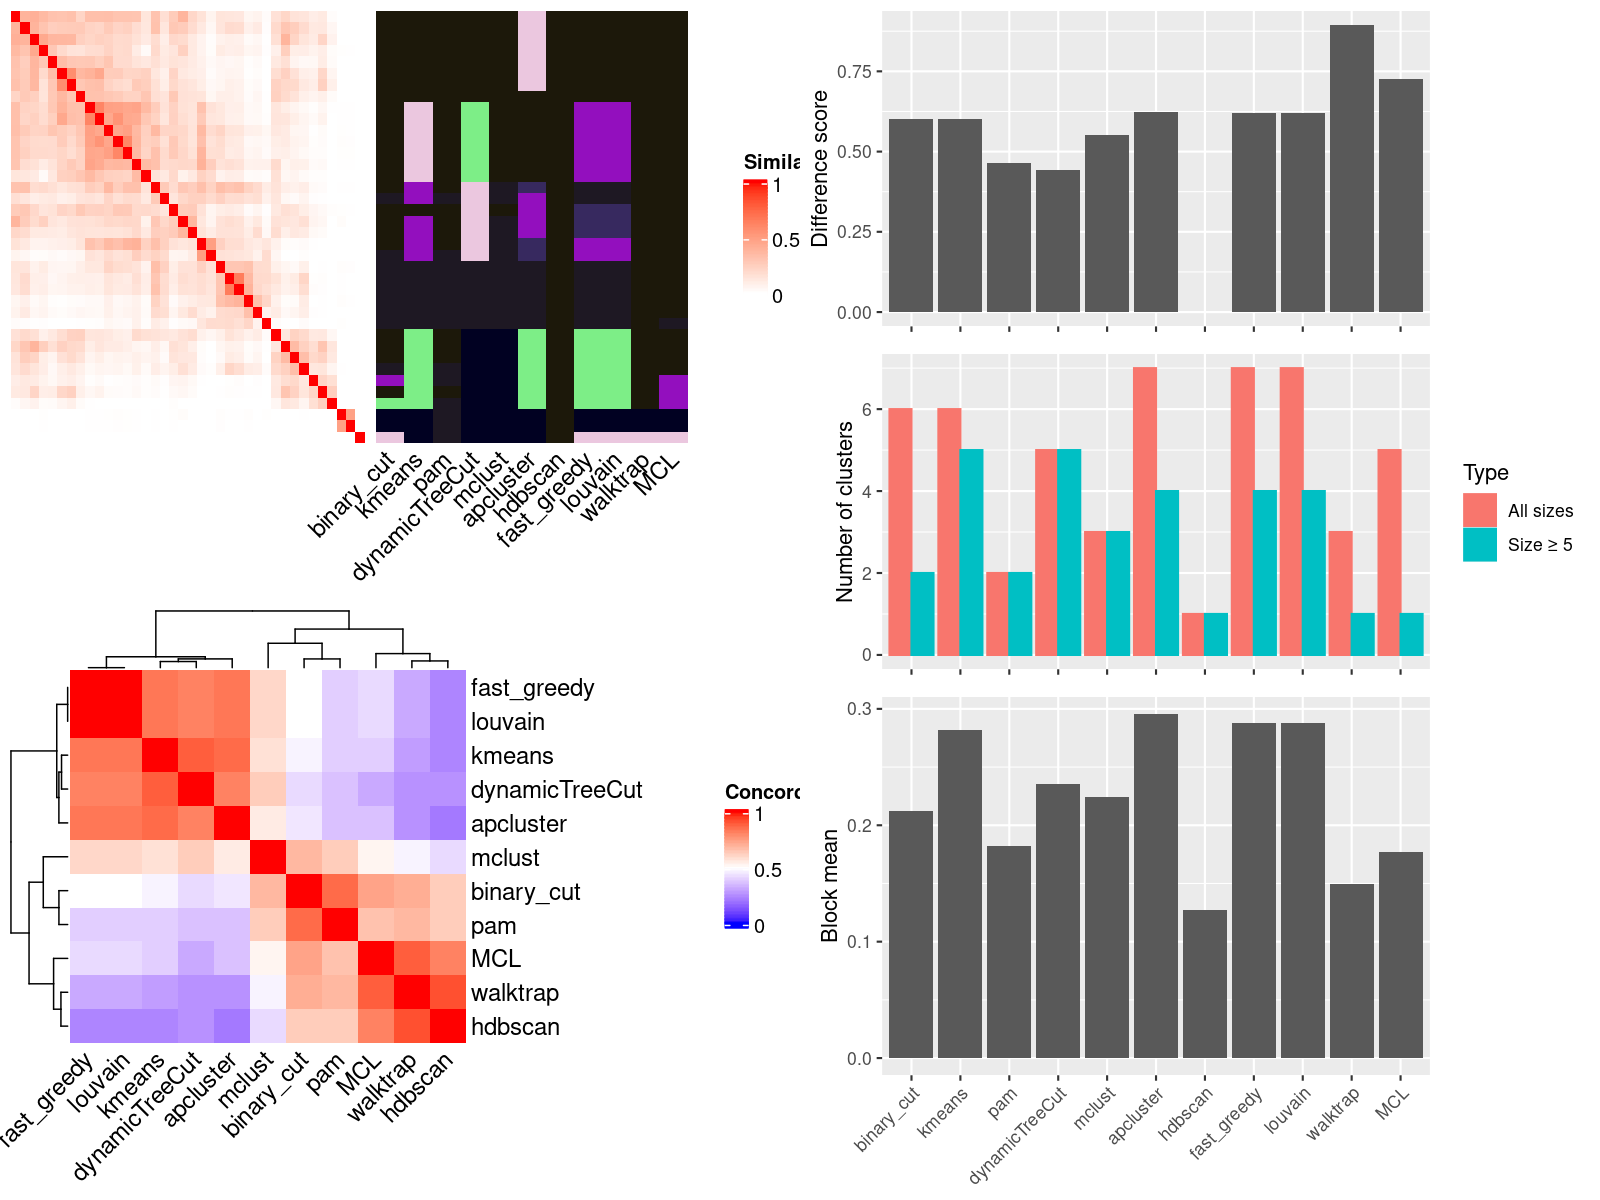 Simila
1
0.5
0
binary_cut
kmeans
pam
dynamicTreeCut
mclust
apcluster
hdbscan
fast_greedy
louvain
walktrap
MCL
fast_greedy
louvain
kmeans
dynamicTreeCut
apcluster
mclust
binary_cut
pam
MCL
walktrap
hdbscan
Concord
1
0.5
0
fast_greedy
louvain
kmeans
dynamicTreeCut
apcluster
mclust
binary_cut
pam
MCL
walktrap
hdbscan
Difference score
0.75
0.50
0.25
0.00
Number of clusters
6
4
2
0
Type
All sizes
Size ≥ 5
Block mean
0.3
0.2
0.1
0.0
binary_cut
kmeans
pam
dynamicTreeCut
mclust
apcluster
hdbscan
fast_greedy
louvain
walktrap
MCL